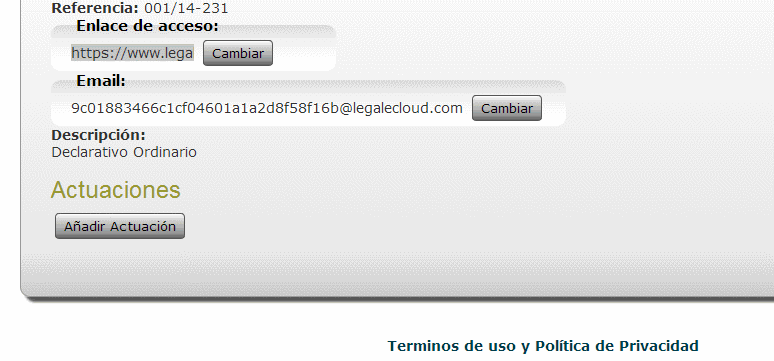 Referencia: 001/14-231
Enlace de acceso:
https://www.lega Cambiar
Email:
9c01883466c1cf04601a1a2d8f58f16b@legalecloud.com Cambiar
Descripción:
Declarativo Ordinario
Actuaciones
Añadir Actuación
Terminos de uso y Política de Privacidad